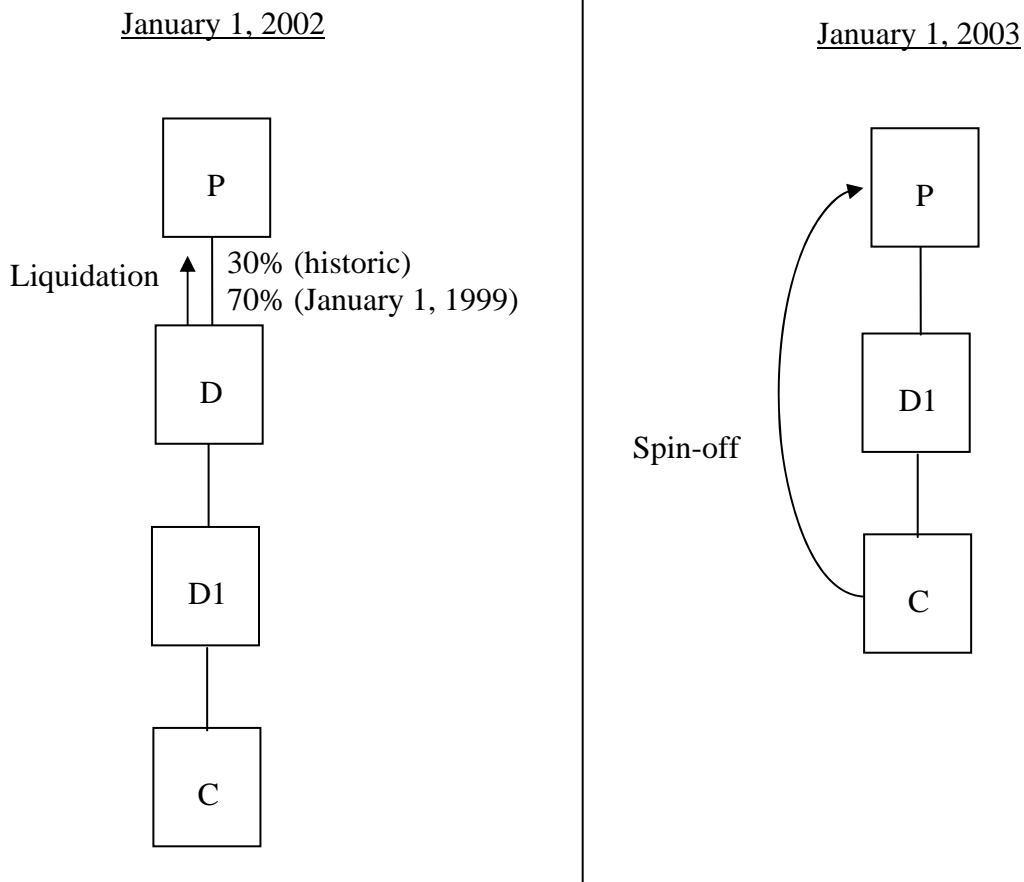 January 1, 2002
P
Liquidation
30% (historic)
70% (January 1, 1999)
D
D1
C
January 1, 2003
P
D1
Spin-off
C